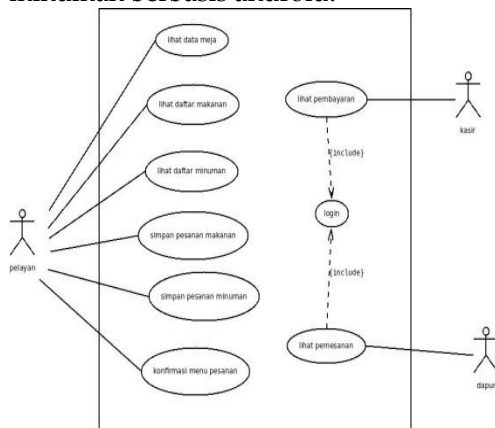 lihat data meja
lihat daftar makanan
lihat pembayaran
kasir
{include}
lihat daftar minuman
login
pelayan
simpan pesanan makanan
{include}
simpan pesanan minuman
lihat pemesanan
konfirmasi menu pesanan
dapur